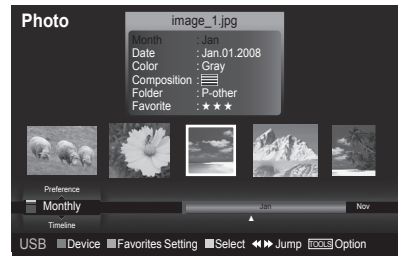 Photo
image_1.jpg
Month : Jan
Date : Jan.01.2008
Color : Gray
Composition :
Folder : P-other
Favorite : ★★★
Preference
Monthly
Jan
Nov
Timeline
USB Device Favorites Setting Select ◀◀ ▶▶ Jump TOOLS Option